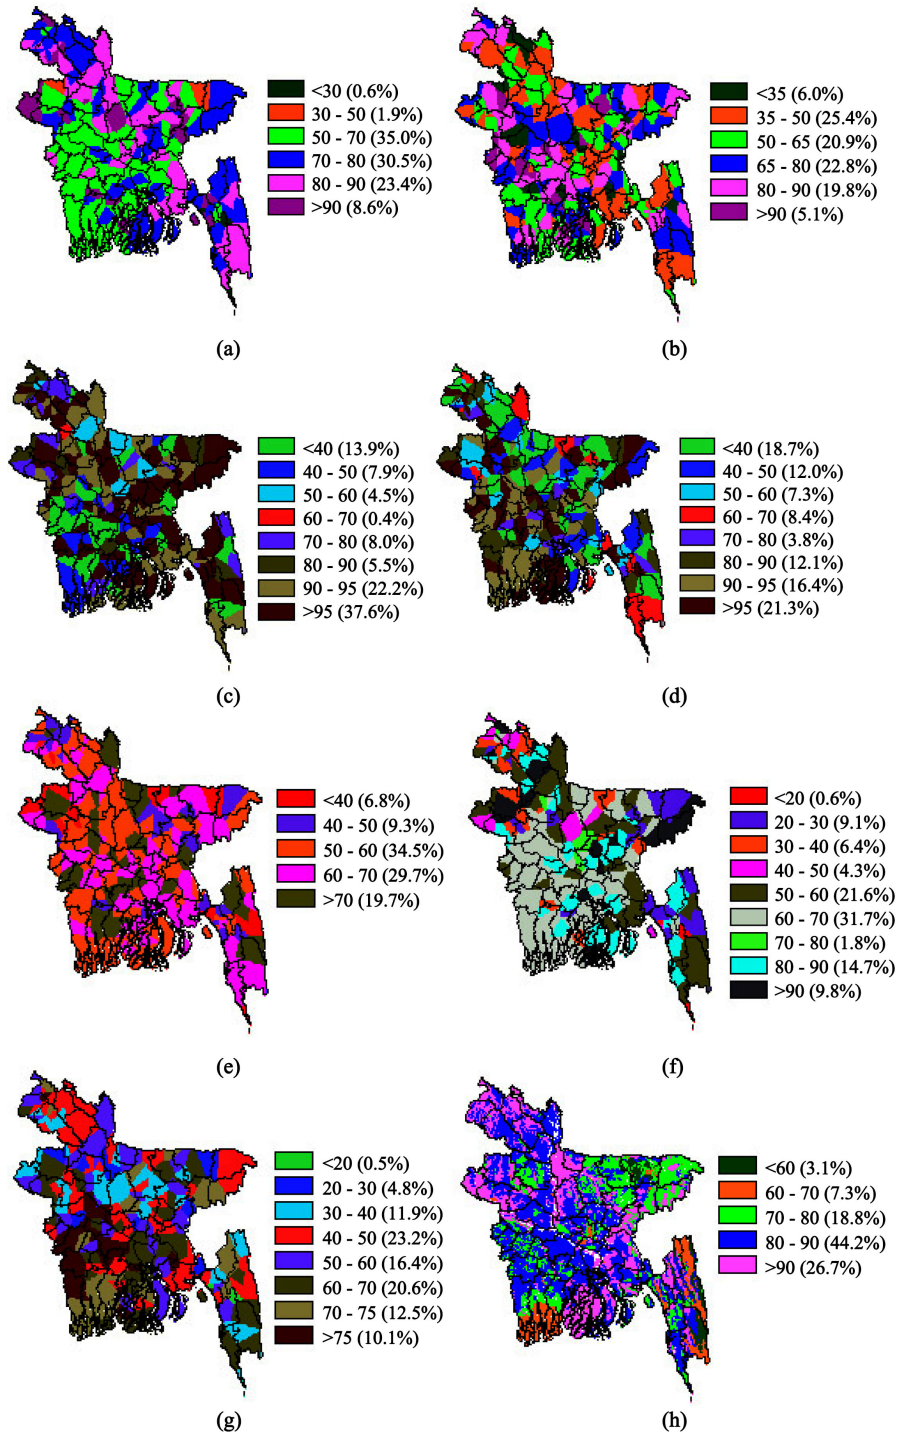 <30 (0.6%)
30 - 50 (1.9%)
50 - 70 (35.0%)
70 - 80 (30.5%)
80 - 90 (23.4%)
>90 (8.6%)
(a)
<35 (6.0%)
35 - 50 (25.4%)
50 - 65 (20.9%)
65 - 80 (22.8%)
80 - 90 (19.8%)
>90 (5.1%)
(b)
<40 (13.9%)
40 - 50 (7.9%)
50 - 60 (4.5%)
60 - 70 (0.4%)
70 - 80 (8.0%)
80 - 90 (5.5%)
90 - 95 (22.2%)
>95 (37.6%)
(c)
<40 (18.7%)
40 - 50 (12.0%)
50 - 60 (7.3%)
60 - 70 (8.4%)
70 - 80 (3.8%)
80 - 90 (12.1%)
90 - 95 (16.4%)
>95 (21.3%)
(d)
<40 (6.8%)
40 - 50 (9.3%)
50 - 60 (34.5%)
60 - 70 (29.7%)
>70 (19.7%)
(e)
<20 (0.6%)
20 - 30 (9.1%)
30 - 40 (6.4%)
40 - 50 (4.3%)
50 - 60 (21.6%)
60 - 70 (31.7%)
70 - 80 (1.8%)
80 - 90 (14.7%)
>90 (9.8%)
(f)
<20 (0.5%)
20 - 30 (4.8%)
30 - 40 (11.9%)
40 - 50 (23.2%)
50 - 60 (16.4%)
60 - 70 (20.6%)
70 - 75 (12.5%)
>75 (10.1%)
(g)
<60 (3.1%)
60 - 70 (7.3%)
70 - 80 (18.8%)
80 - 90 (44.2%)
>90 (26.7%)
(h)